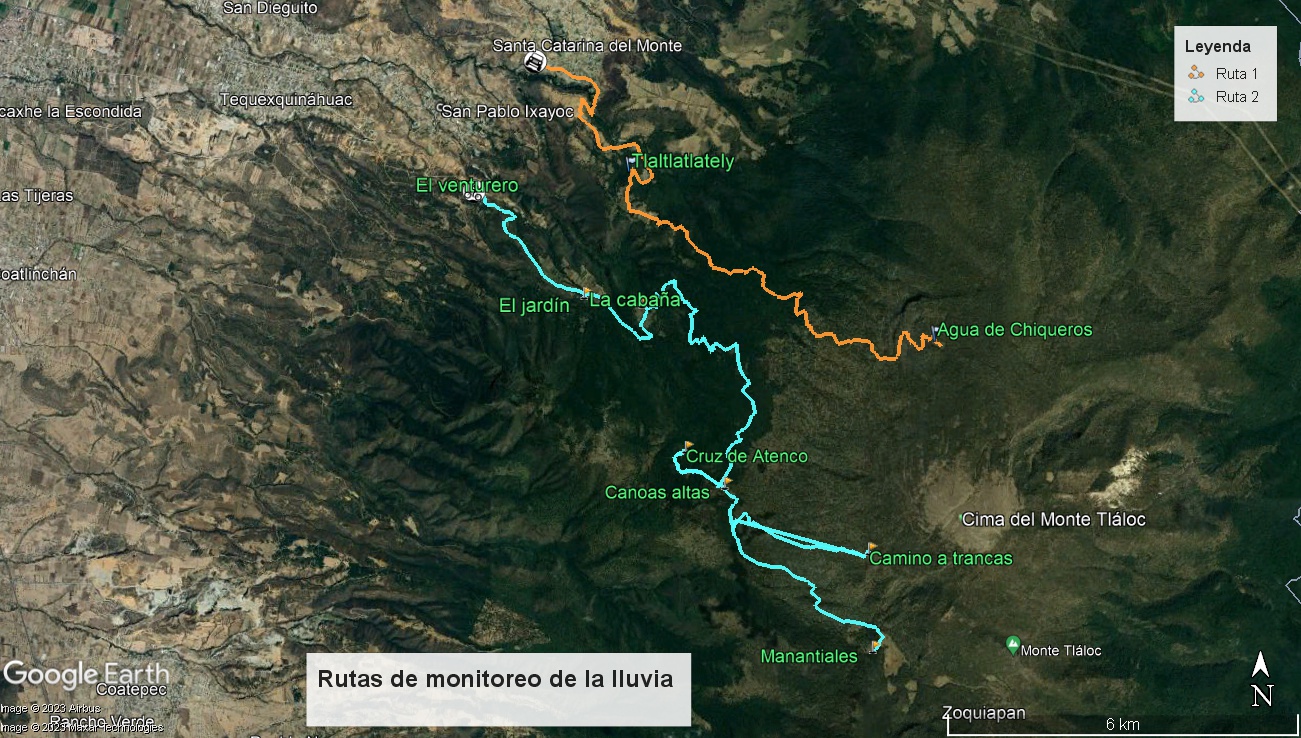 San Dieguito
Santa Catarina del Monte
Leyenda
Ruta 1
Ruta 2
Tequexquináhuac
caxhe la Escondida
San Pablo Ixayoc
Tlaltlatlately
El venturero
Las Tijeras
oatlinchán
El jardín
La cabaña
Agua de Chiqueros
Cruz de Atenco
Canoas altas
Cima del Monte Tláloc
Camino a trancas
Manantiales
Monte Tláloc
Rutas de monitoreo de la lluvia
Google Earth
Coatepec
N
Image © 2023 Airbus
Zoquiapan
Rancho Verde
6 km
Image © 2023 Maxar Technologies